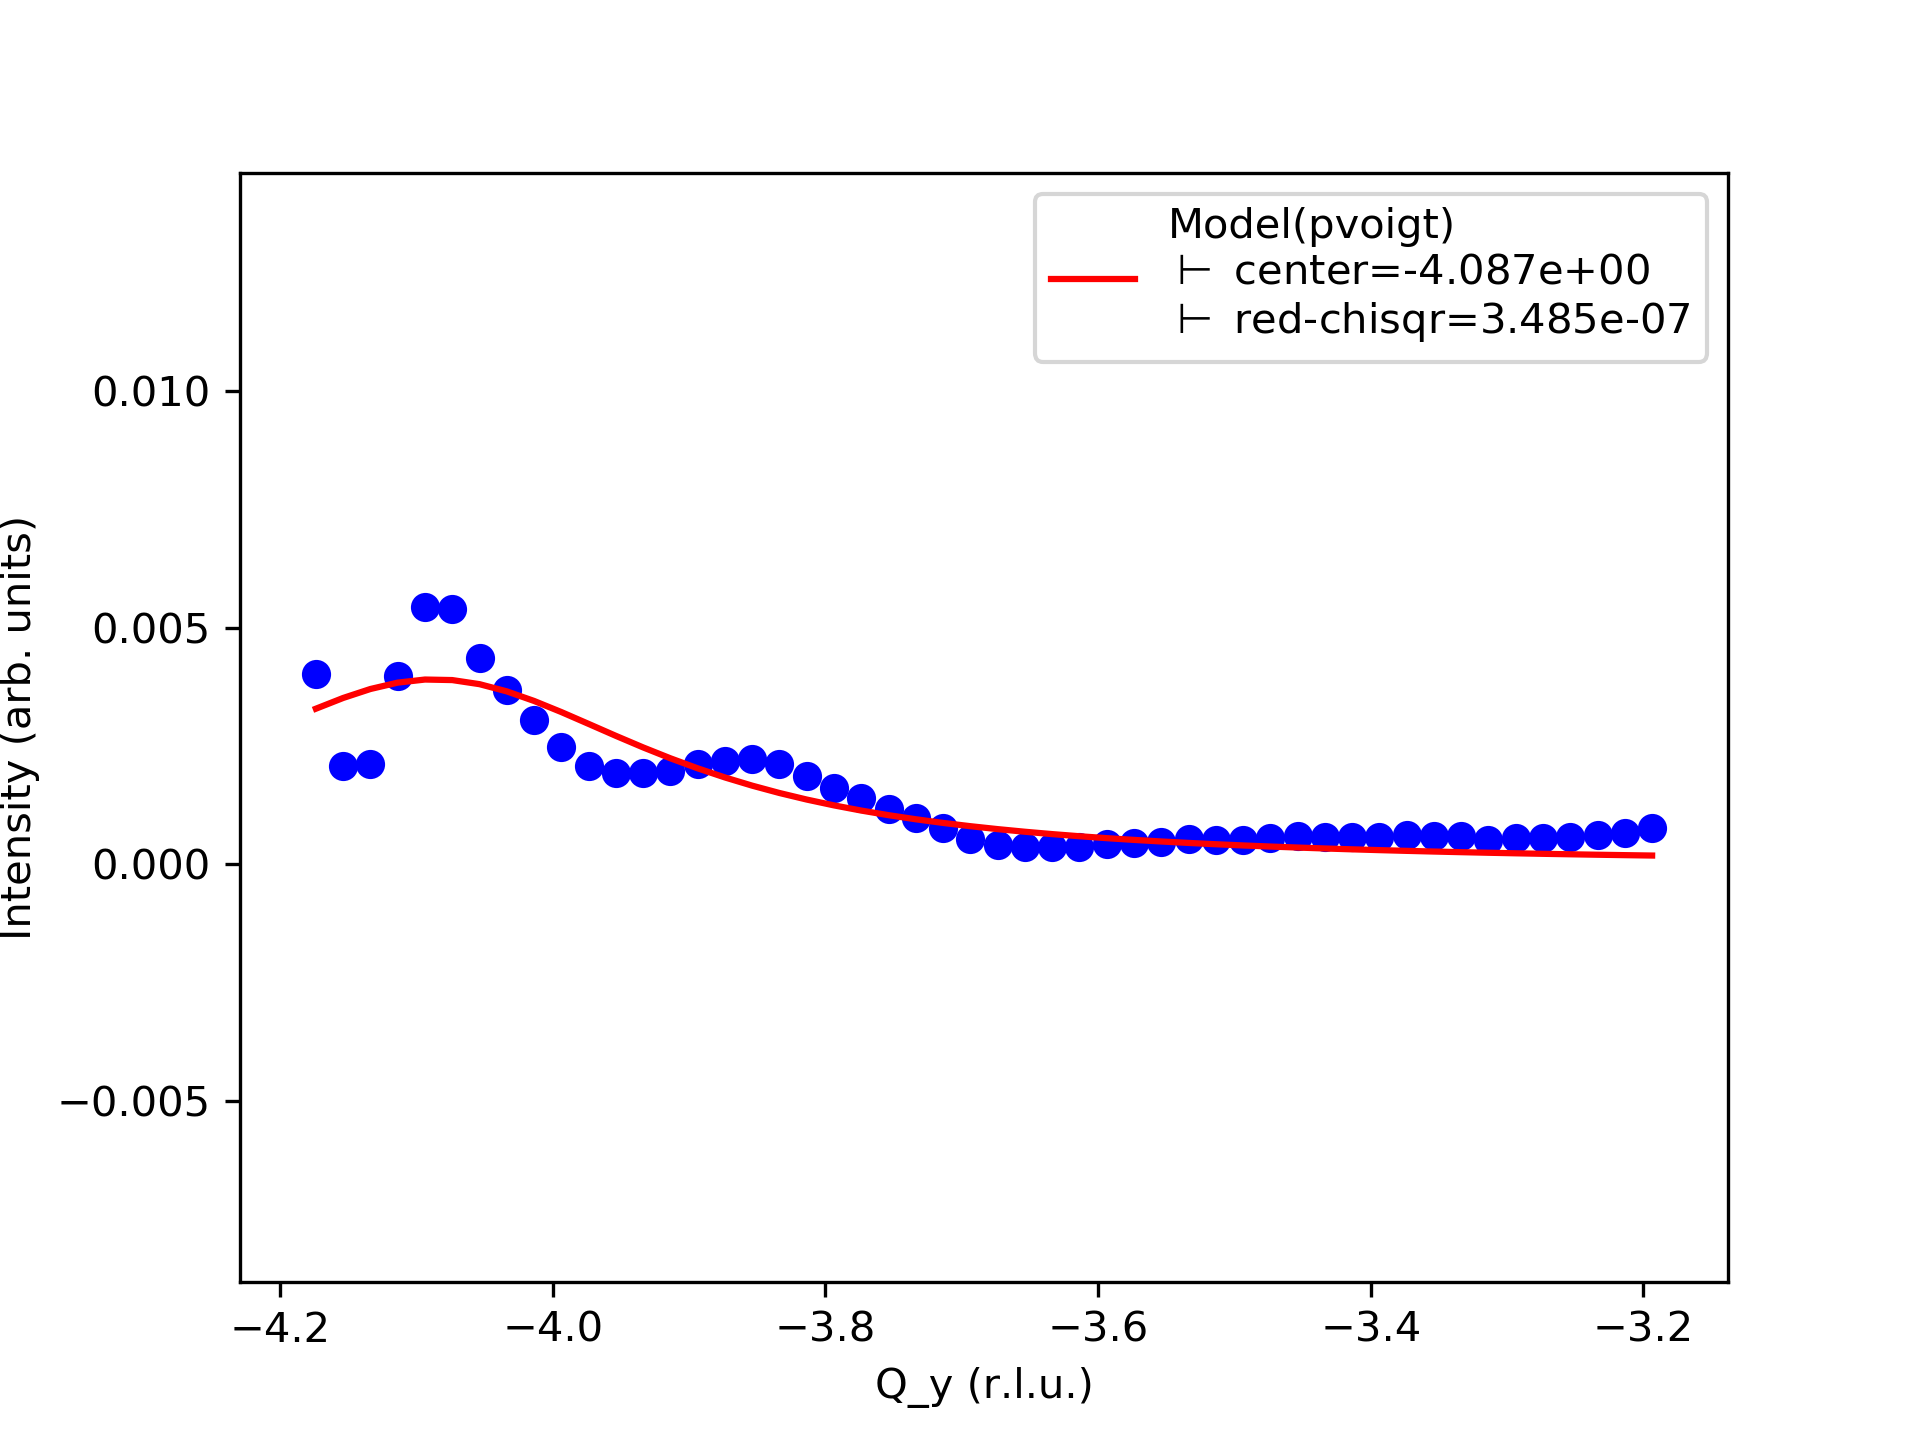 Model(pvoigt)
⊢ center=-4.087e+00
⊢ red-chisqr=3.485e-07
0.010
0.005
0.000
−0.005
Intensity (arb. units)
−4.2 −4.0 −3.8 −3.6 −3.4 −3.2
Q_y (r.l.u.)